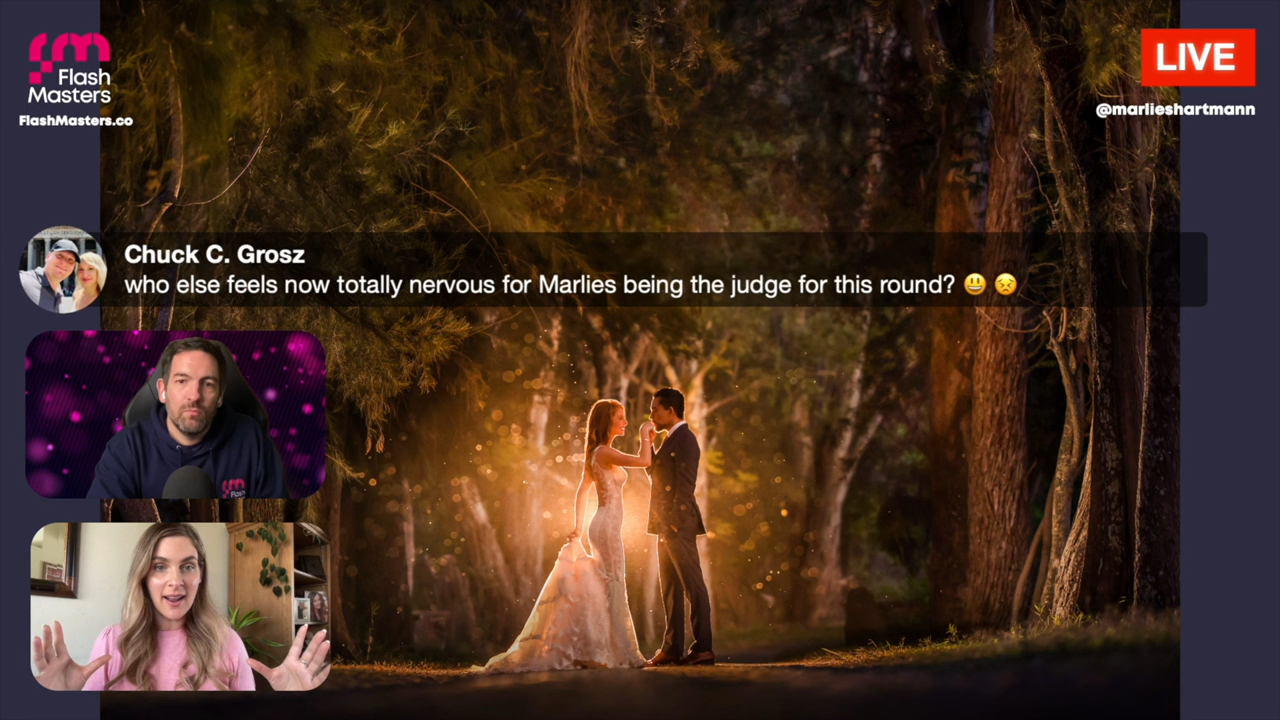 Flash
Masters
FlashMasters.co
LIVE
@marlieshartmann
Chuck C. Grosz
who else feels now totally nervous for Marlies being the judge for this round? 😃 😣
Flash